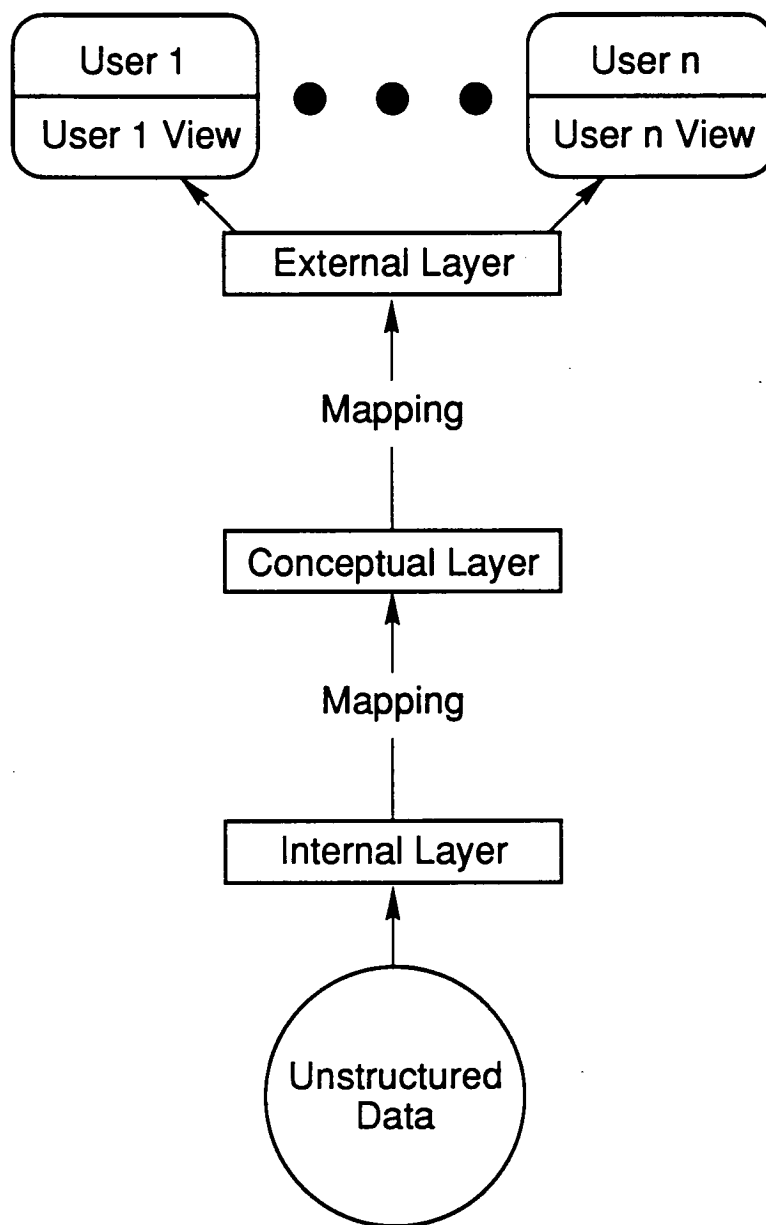 User 1
User 1 View
User n
User n View
External Layer
Mapping
Conceptual Layer
Mapping
Internal Layer
Unstructured
Data